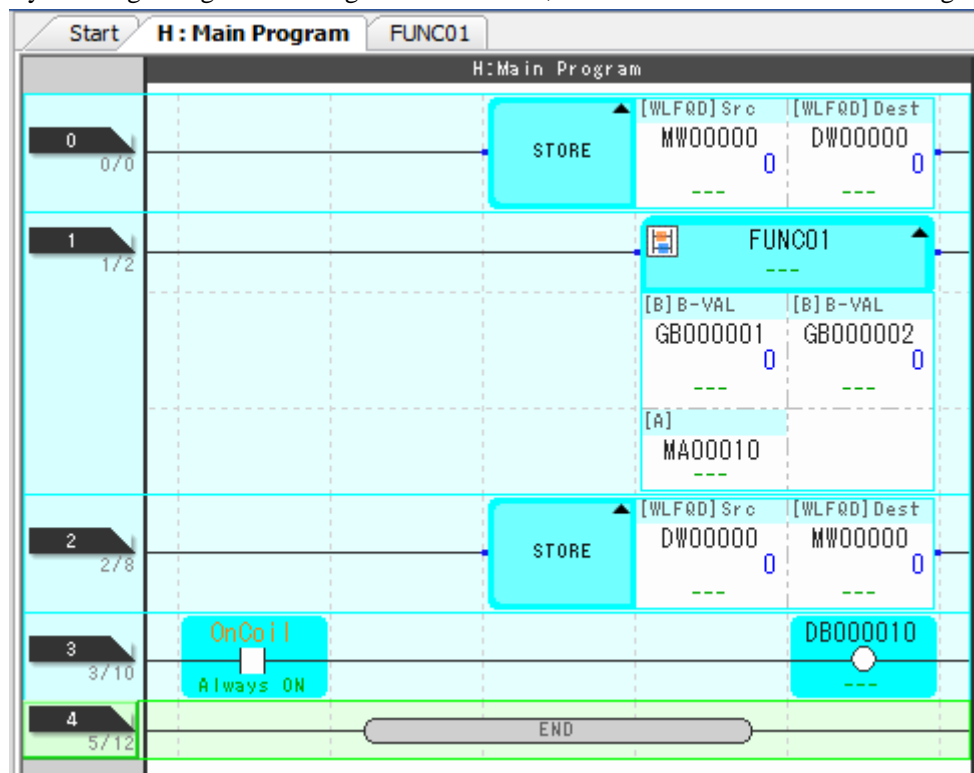 Start H : Main Program FUNC01
H:Main Program
0
0/0
STORE
[WLFQD]Src [WLFQD]Dest
MW00000 DW00000
0 0
--- ---
1
1/2
FUNC01
---
[B]B-VAL [B]B-VAL
GB000001 GB000002
0 0
--- ---
[A]
MA00010
---
2
2/8
STORE
[WLFQD]Src [WLFQD]Dest
DW00000 MW00000
0 0
--- ---
3
3/10
OnCoil DB000010
Always ON ---
4
5/12
END